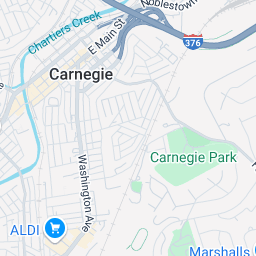 Noblestown
Chartiers Creek
E Main St
376
Carnegie
Carnegie Park
Washington Ave
ALDI
Marshalls